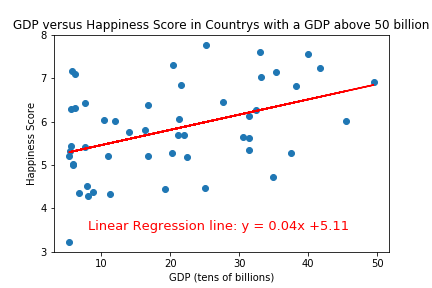 GDP versus Happiness Score in Countrys with a GDP above 50 billion
8
7
6
5
4
3
Happiness Score
Linear Regression line: y = 0.04x +5.11
10 20 30 40 50
GDP (tens of billions)